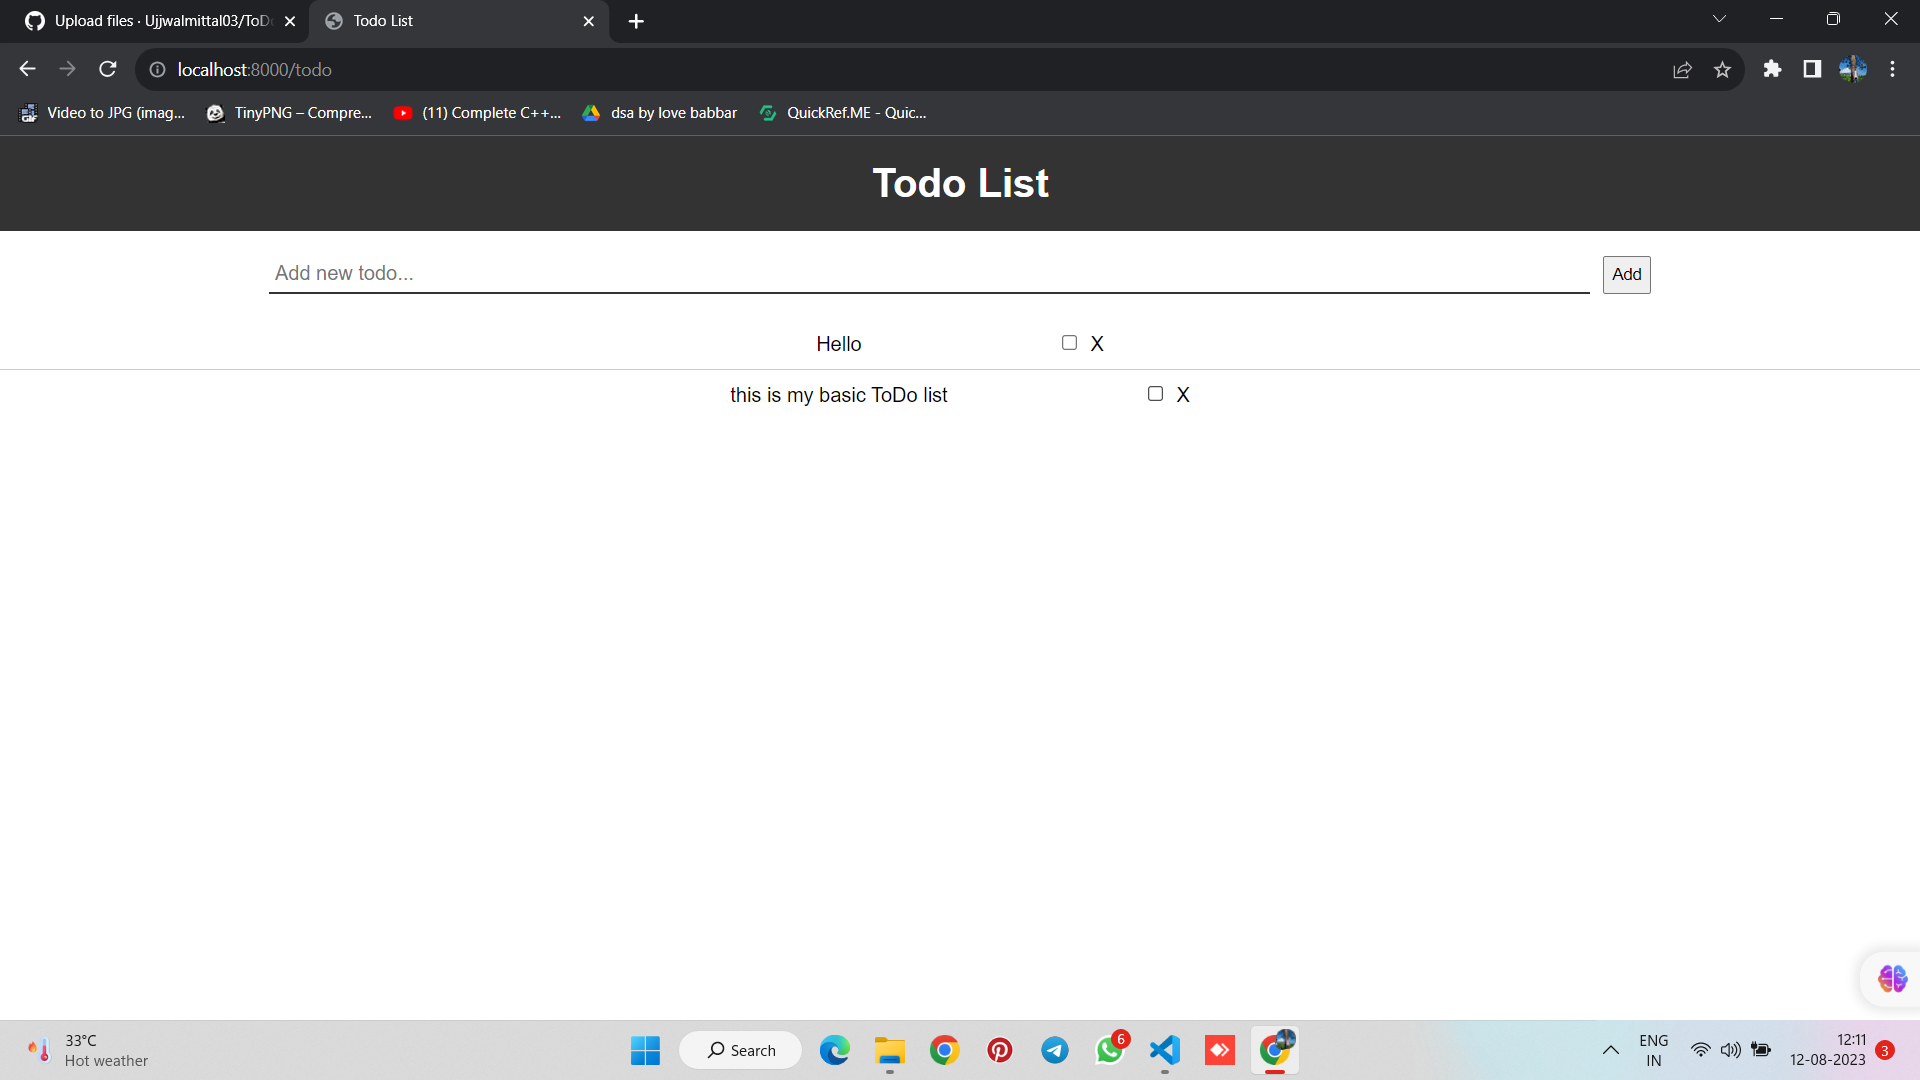 Upload files · Ujjwalmittal03/ToD
Todo List
localhost:8000/todo
Video to JPG (imag...
TinyPNG – Compre...
(11) Complete C++...
dsa by love babbar
QuickRef.ME - Quic...
Todo List
Add new todo...
Add
Hello
X
this is my basic ToDo list
X
33°C
Hot weather
Search
6
ENG
IN
12:11
12-08-2023
3